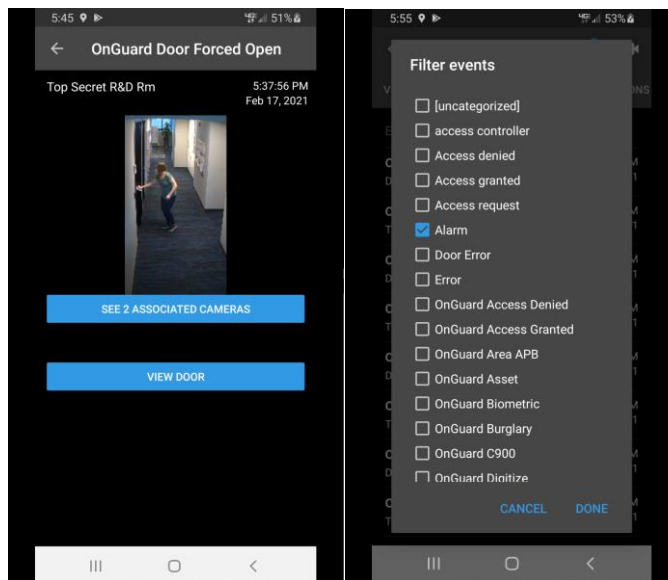 5:45
51%
OnGuard Door Forced Open
Top Secret R&D Rm
5:37:56 PM
Feb 17, 2021
SEE 2 ASSOCIATED CAMERAS
VIEW DOOR
5:55
53%
Filter events
[uncategorized]
access controller
Access denied
Access granted
Access request
Alarm
Door Error
Error
OnGuard Access Denied
OnGuard Access Granted
OnGuard Area APB
OnGuard Asset
OnGuard Biometric
OnGuard Burglary
OnGuard C900
OnGuard Digitize
CANCEL DONE